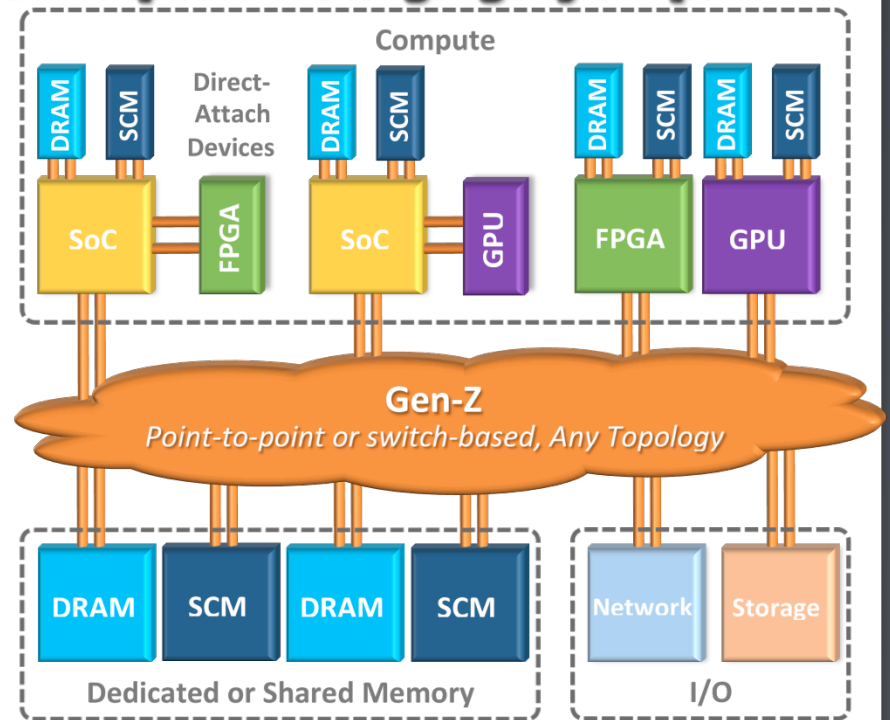 Compute
DRAM
SCM
Direct-
Attach
Devices
DRAM
SCM
DRAM
SCM
DRAM
SCM
SoC
FPGA
SoC
GPU
FPGA
GPU
Gen-Z
Point-to-point or switch-based, Any Topology
DRAM
SCM
DRAM
SCM
Network
Storage
Dedicated or Shared Memory
I/O